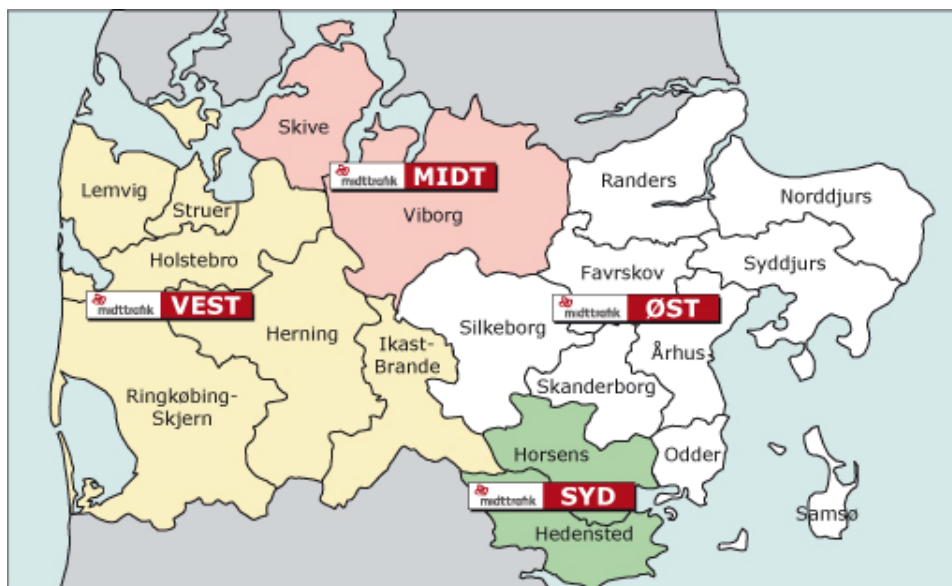 Skive
midttrafik MIDT
Randers
Norddjurs
Lemvig
Struer
Viborg
Holstebro
Favrskov
Syddjurs
midttrafik VEST
midttrafik ØST
Herning
Silkeborg
Ikast-
Brande
Århus
Ringkøbing-
Skjern
Skanderborg
Horsens
Odder
midttrafik SYD
Samsø
Hedensted